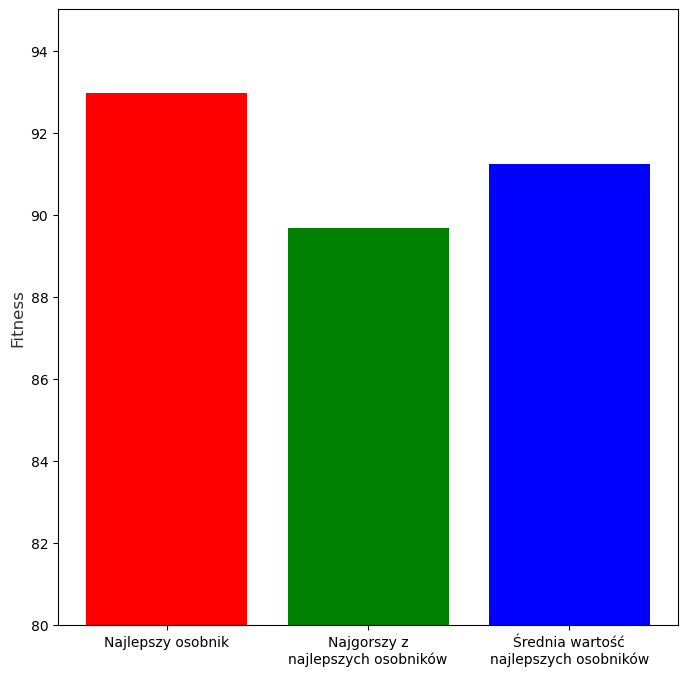 94
92
90
88
86
84
82
80
Fitness
Najlepszy osobnik
Najgorszy z
najlepszych osobników
Średnia wartość
najlepszych osobników